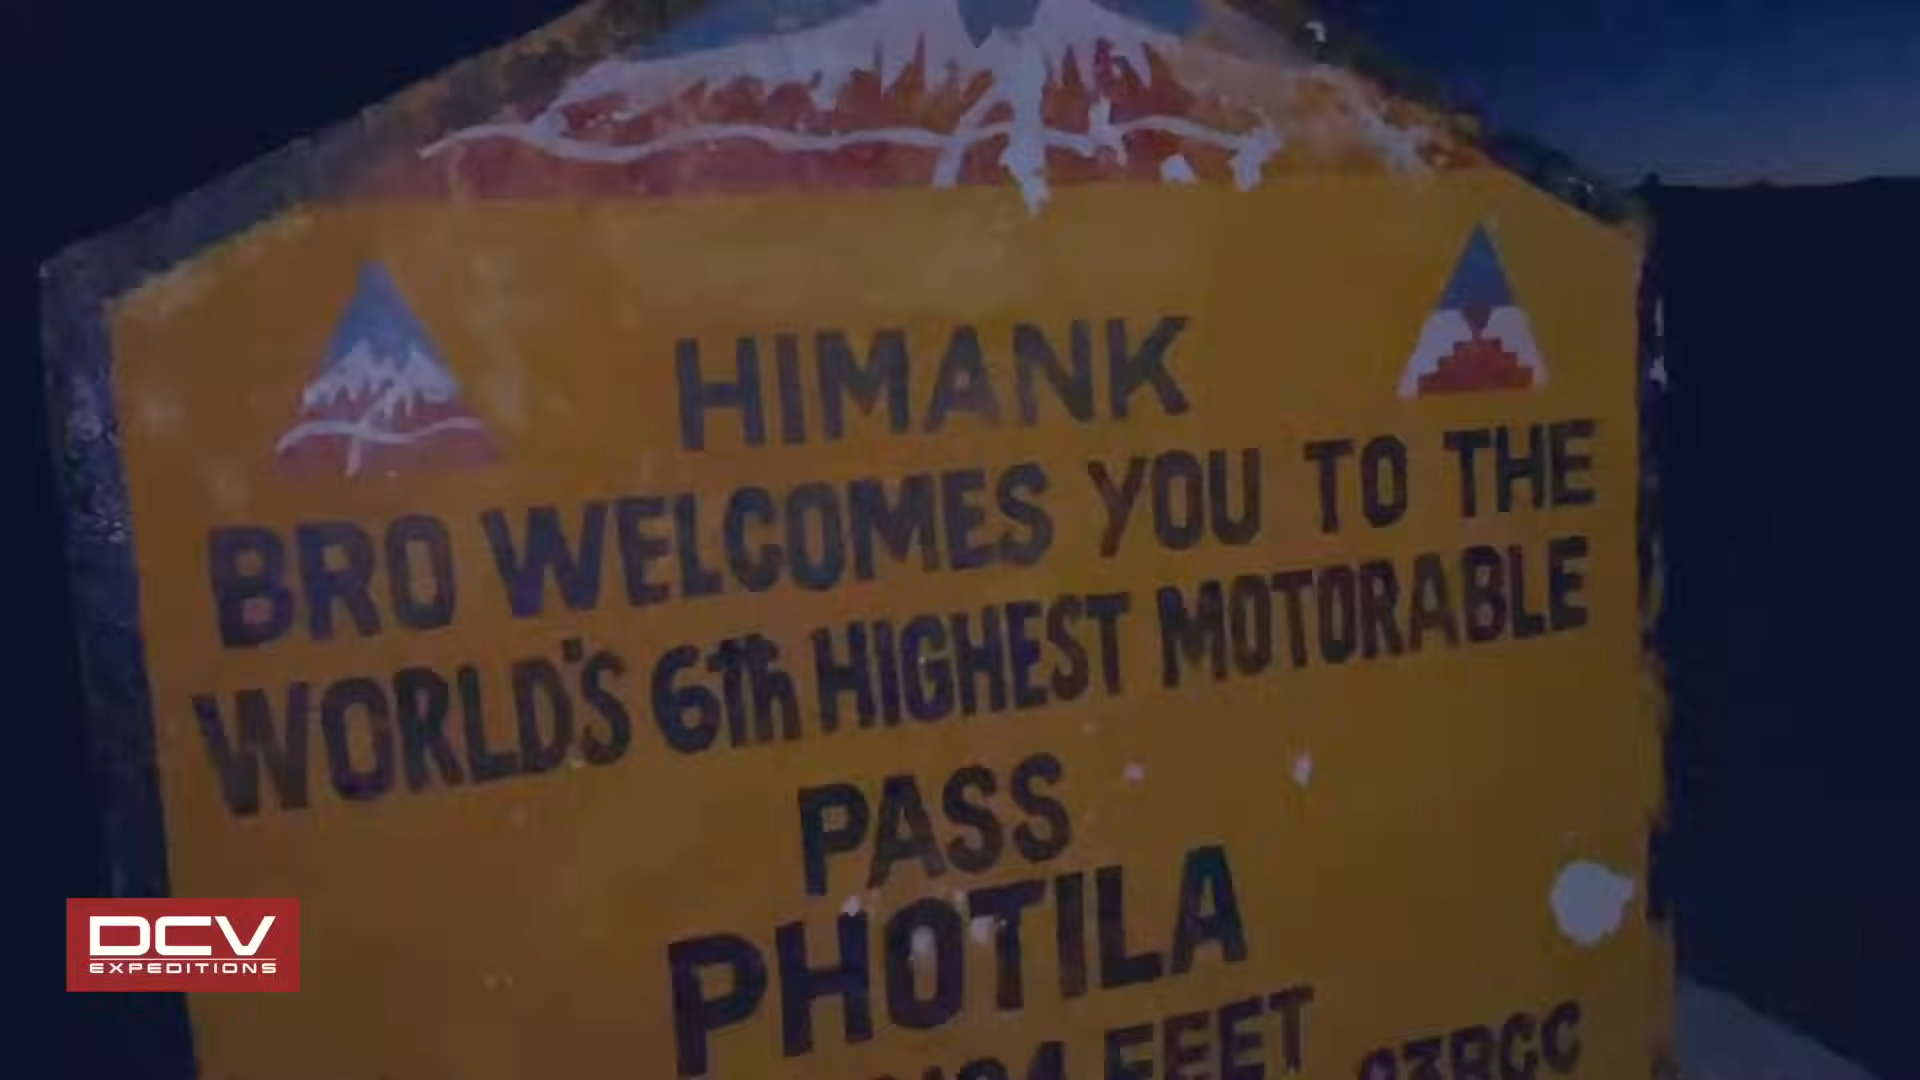 HIMANK
BRO WELCOMES YOU TO THE
WORLD'S 6Th HIGHEST MOTORABLE
PASS
PHOTILA
FEET
DCV
EXPEDITIONS